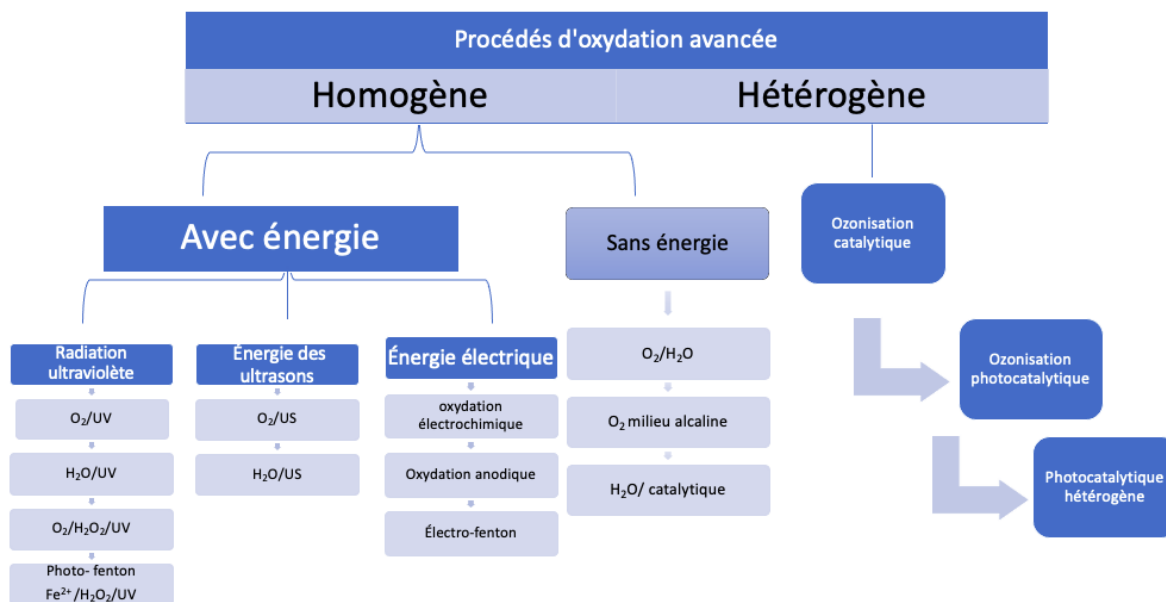 Procédés d'oxydation avancée
Homogène
Hétérogène
Avec énergie
Sans énergie
Ozonisation
catalytique
Radiation
ultraviolète
O₂/UV
H₂O/UV
O₂/H₂O₂/UV
Photo- fenton
Fe²⁺/H₂O₂/UV
Énergie des
ultrasons
O₂/US
H₂O/US
Énergie électrique
oxydation
électrochimique
Oxydation anodique
Électro-fenton
O₂/H₂O
O₂ milieu alcaline
H₂O/ catalytique
Ozonisation
photocatalytique
Photocatalytique
hétérogène